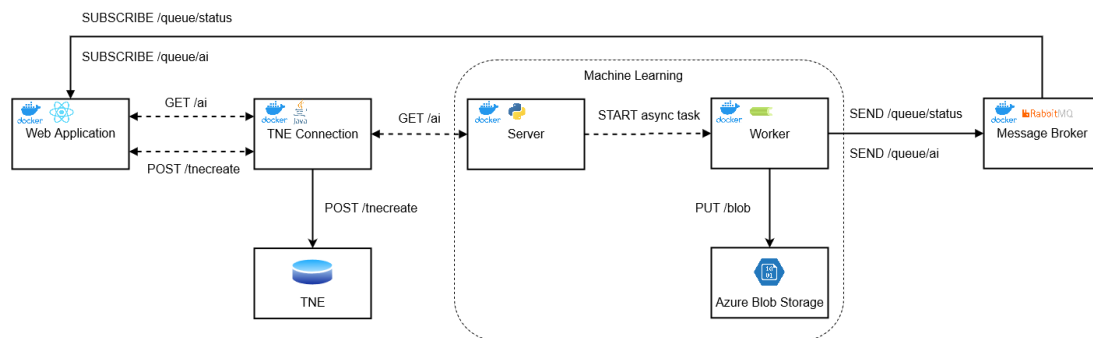 SUBSCRIBE /queue/status
SUBSCRIBE /queue/ai
Machine Learning
docker
Web Application
GET /ai
POST /tnecreate
docker
Java
TNE Connection
GET /ai
docker
Server
START async task
docker
Worker
SEND /queue/status
SEND /queue/ai
docker
RabbitMQ
Message Broker
POST /tnecreate
PUT /blob
TNE
10
01
Azure Blob Storage